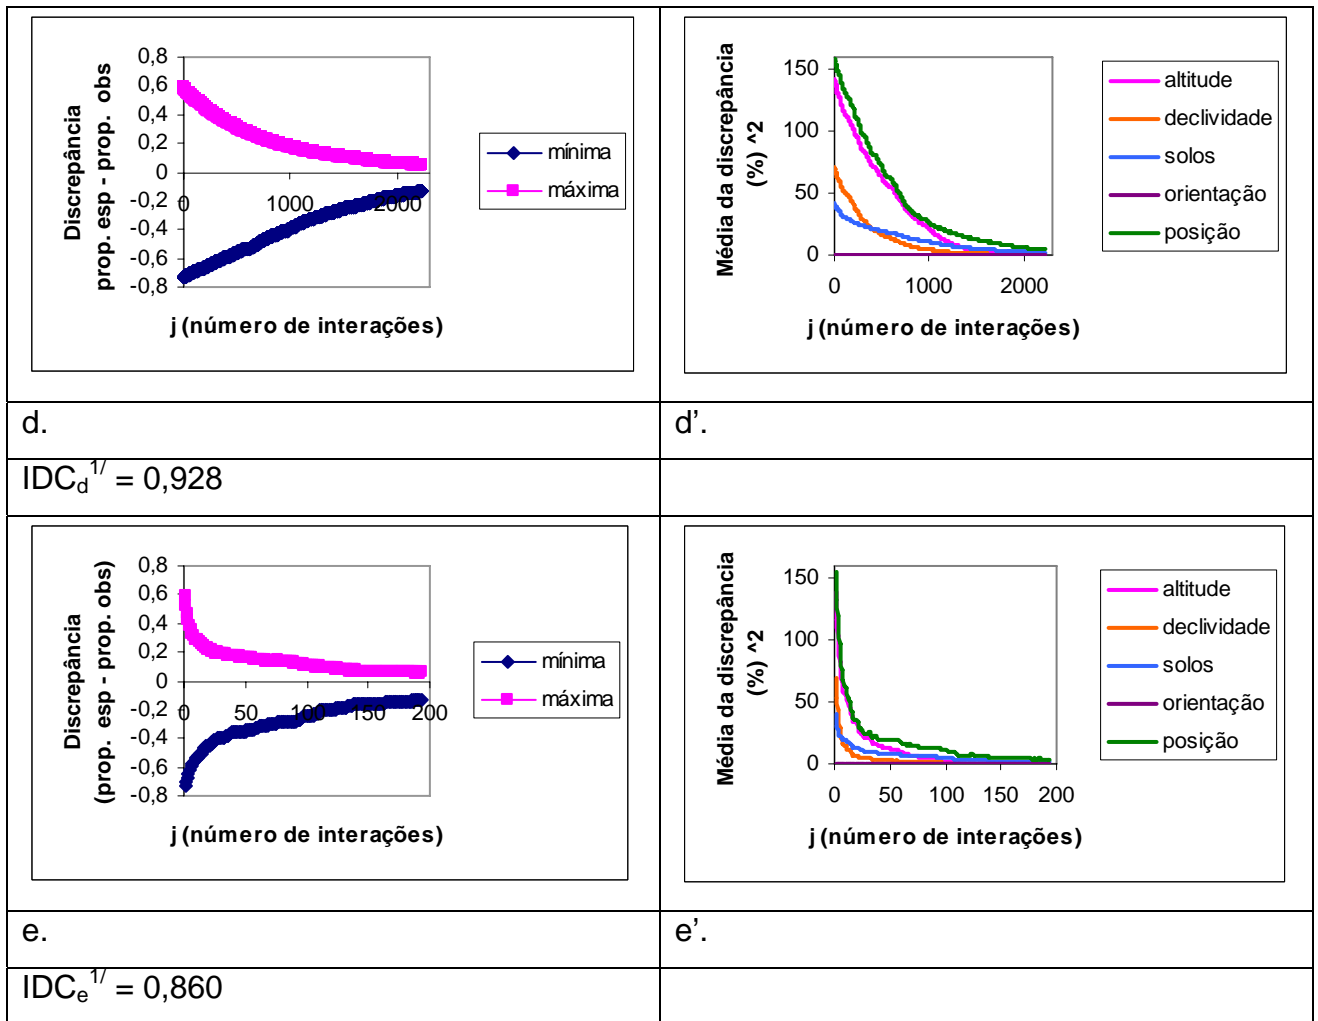 Discrepância
prop. esp - prop. obs
0,8
0,6
0,4
0,2
0
-0,2
-0,4
-0,6
-0,8
0 1000 2000
j (número de interações)
mínima
máxima
Média da discrepância
(%) ^2
150
100
50
0
0 1000 2000
j (número de interações)
altitude
declividade
solos
orientação
posição
d.
d’.
IDCd1/ = 0,928
Discrepância
(prop. esp - prop. obs)
0,8
0,6
0,4
0,2
0
-0,2
-0,4
-0,6
-0,8
0 50 100 150 200
j (número de interações)
mínima
máxima
Média da discrepância
(%) ^2
150
100
50
0
0 50 100 150 200
j (número de interações)
altitude
declividade
solos
orientação
posição
e.
e’.
IDCe1/ = 0,860